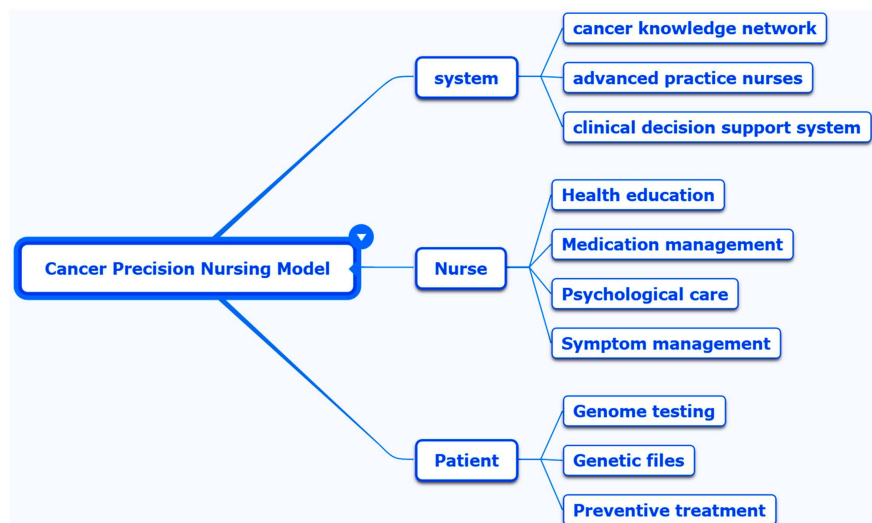 cancer knowledge network
system
advanced practice nurses
clinical decision support system
Health education
Medication management
Cancer Precision Nursing Model
Nurse
Psychological care
Symptom management
Genome testing
Patient
Genetic files
Preventive treatment